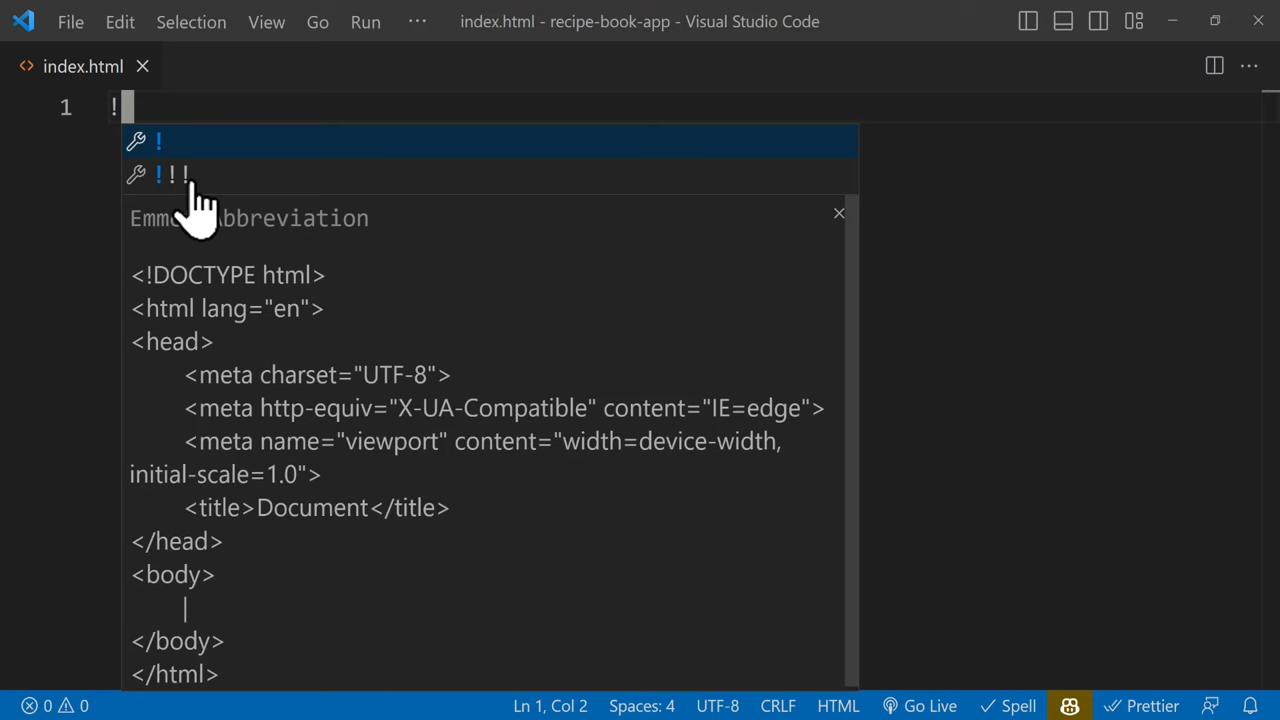 File Edit Selection View Go Run ··· index.html - recipe-book-app - Visual Studio Code
index.html
1 !
!
!!!
Emmet Abbreviation
<!DOCTYPE html>
<html lang="en">
<head>
<meta charset="UTF-8">
<meta http-equiv="X-UA-Compatible" content="IE=edge">
<meta name="viewport" content="width=device-width,
initial-scale=1.0">
<title>Document</title>
</head>
<body>
|
</body>
</html>
0 0 Ln 1, Col 2 Spaces: 4 UTF-8 CRLF HTML Go Live Spell Prettier